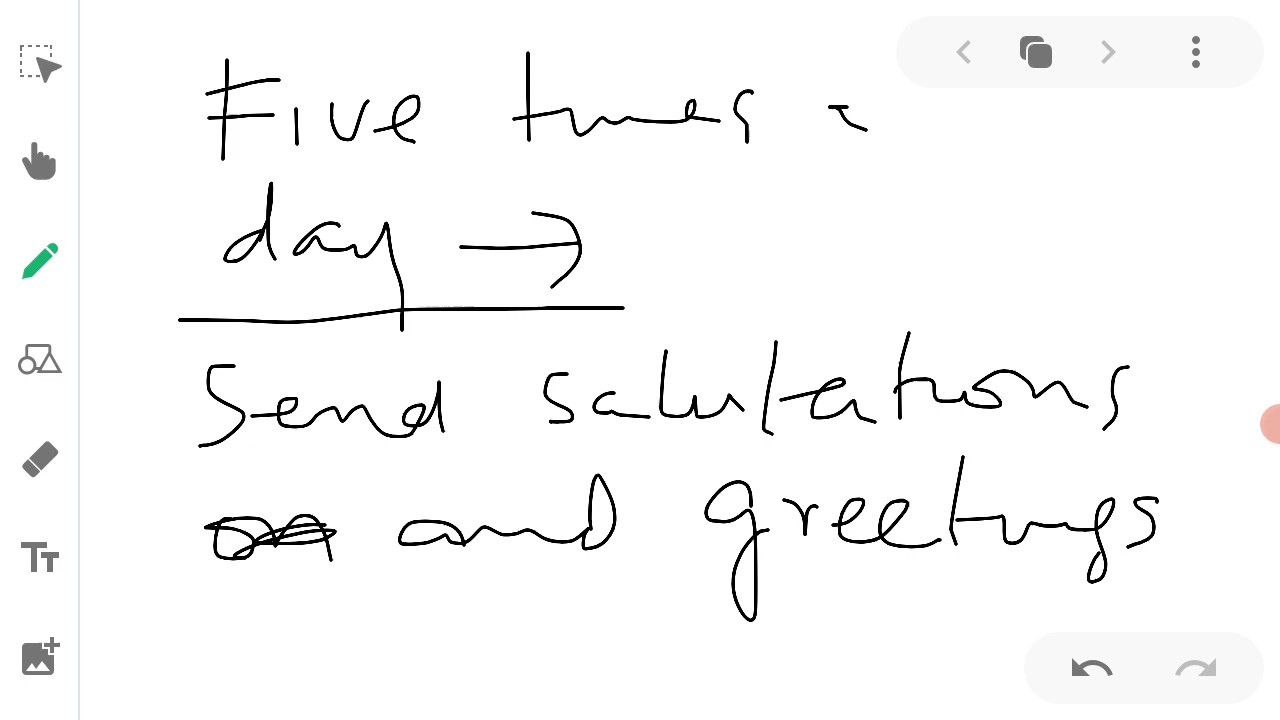 Five times a
day →
Send salutations
and greetings